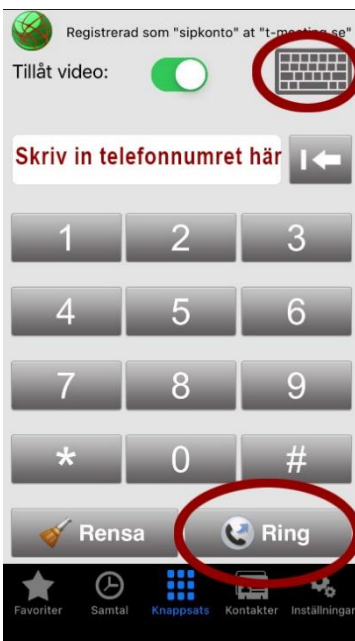 Registrerad som "sipkonto" at "t-meeting.se"
Tillåt video:
Skriv in telefonnumret här
1 2 3
4 5 6
7 8 9
* 0 #
Rensa Ring
Favoriter Samtal Knappsats Kontakter Inställningar